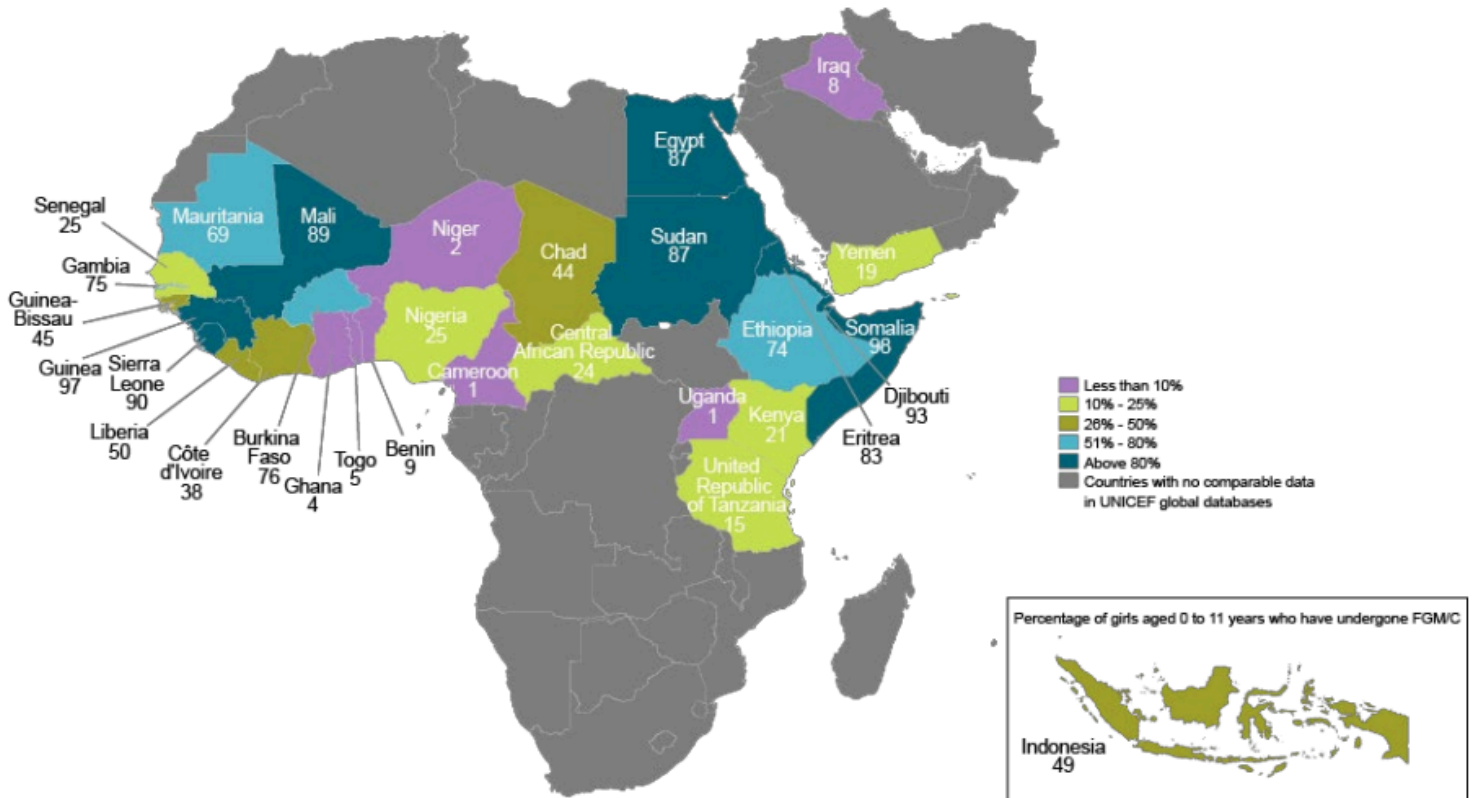 Iraq
8
Egypt
87
Senegal
25
Mauritania
69
Mali
89
Niger
2
Chad
44
Sudan
87
Yemen
19
Gambia
75
Guinea-
Bissau
45
Nigeria
25
Central
African Republic
24
Ethiopia
74
Somalia
98
Guinea
97
Sierra
Leone
90
Cameroon
1
Uganda
1
Kenya
21
Djibouti
93
Eritrea
83
Liberia
50
Côte
d'Ivoire
38
Burkina
Faso
76
Ghana
4
Togo
5
Benin
9
United
Republic
of Tanzania
15
Less than 10%
10% - 25%
26% - 50%
51% - 80%
Above 80%
Countries with no comparable data
in UNICEF global databases
Percentage of girls aged 0 to 11 years who have undergone FGM/C
Indonesia
49